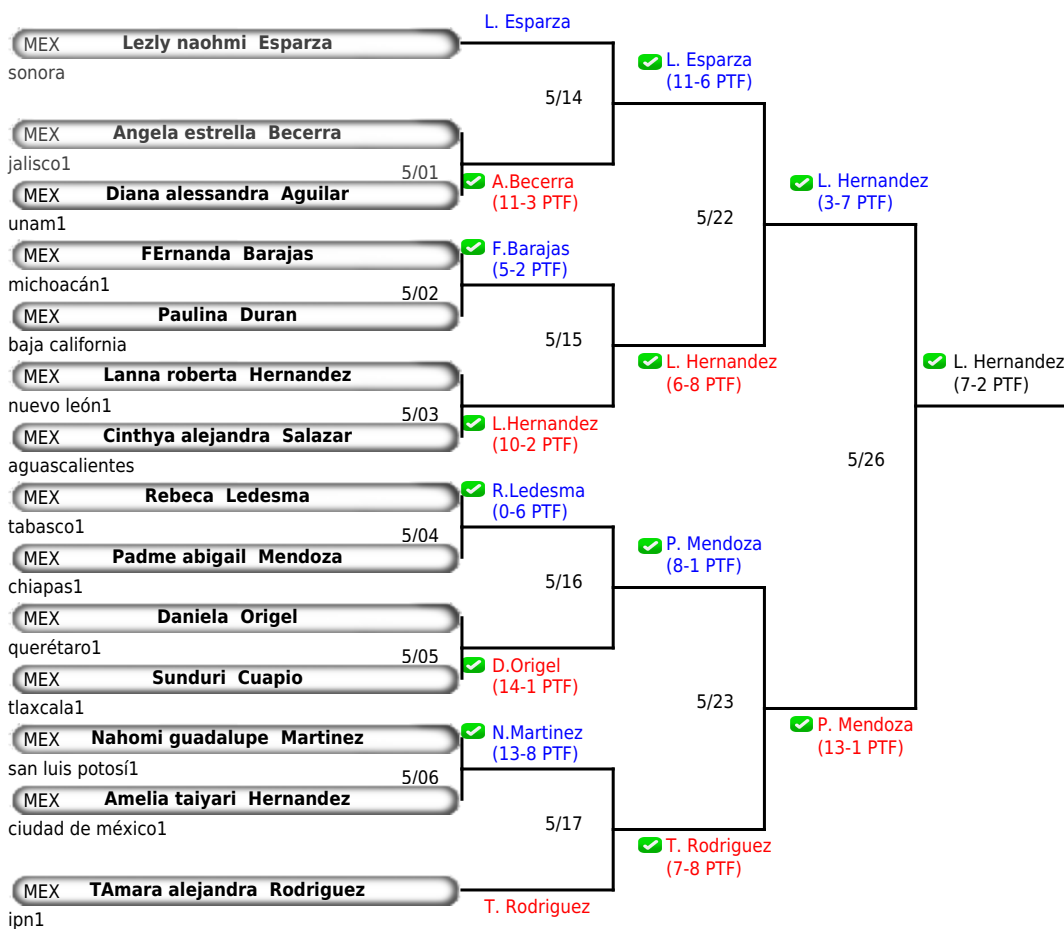 L. Esparza
MEX Lezly naohmi Esparza
sonora
L. Esparza
(11-6 PTF)
5/14
MEX Angela estrella Becerra
jalisco1
5/01
MEX Diana alessandra Aguilar
unam1
A.Becerra
(11-3 PTF)
L. Hernandez
(3-7 PTF)
5/22
MEX FErnanda Barajas
michoacán1
F.Barajas
(5-2 PTF)
5/02
MEX Paulina Duran
baja california
5/15
MEX Lanna roberta Hernandez
nuevo león1
L. Hernandez
(6-8 PTF)
L. Hernandez
(7-2 PTF)
5/03
MEX Cinthya alejandra Salazar
aguascalientes
L.Hernandez
(10-2 PTF)
5/26
MEX Rebeca Ledesma
tabasco1
R.Ledesma
(0-6 PTF)
5/04
MEX Padme abigail Mendoza
chiapas1
P. Mendoza
(8-1 PTF)
5/16
MEX Daniela Origel
querétaro1
5/05
MEX Sunduri Cuapio
tlaxcala1
D.Origel
(14-1 PTF)
5/23
MEX Nahomi guadalupe Martinez
san luis potosí1
N.Martinez
(13-8 PTF)
P. Mendoza
(13-1 PTF)
5/06
MEX Amelia taiyari Hernandez
ciudad de méxico1
5/17
T. Rodriguez
(7-8 PTF)
MEX TAmara alejandra Rodriguez
ipn1
T. Rodriguez